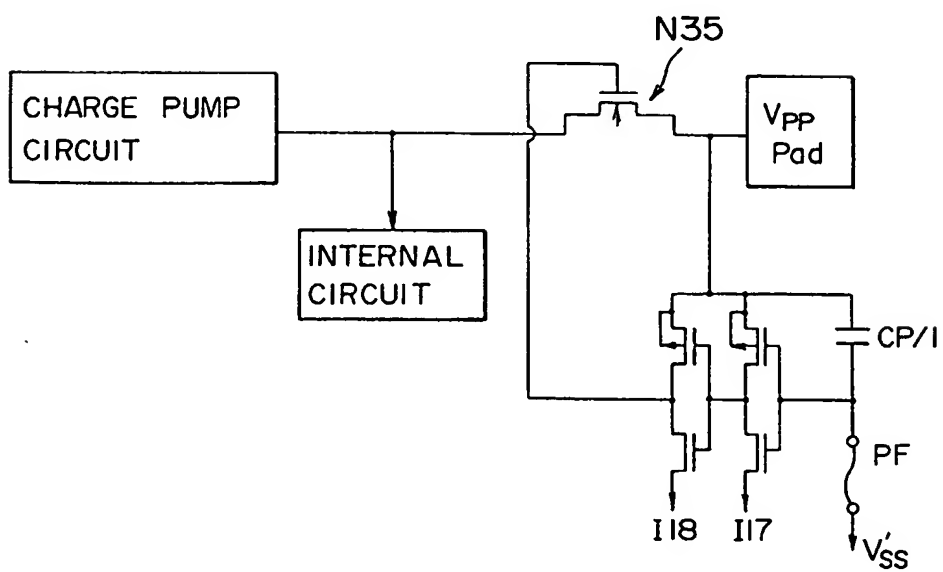 N35
CHARGE PUMP
CIRCUIT
VPP
Pad
INTERNAL
CIRCUIT
CP/1
PF
I18
I17
V'SS